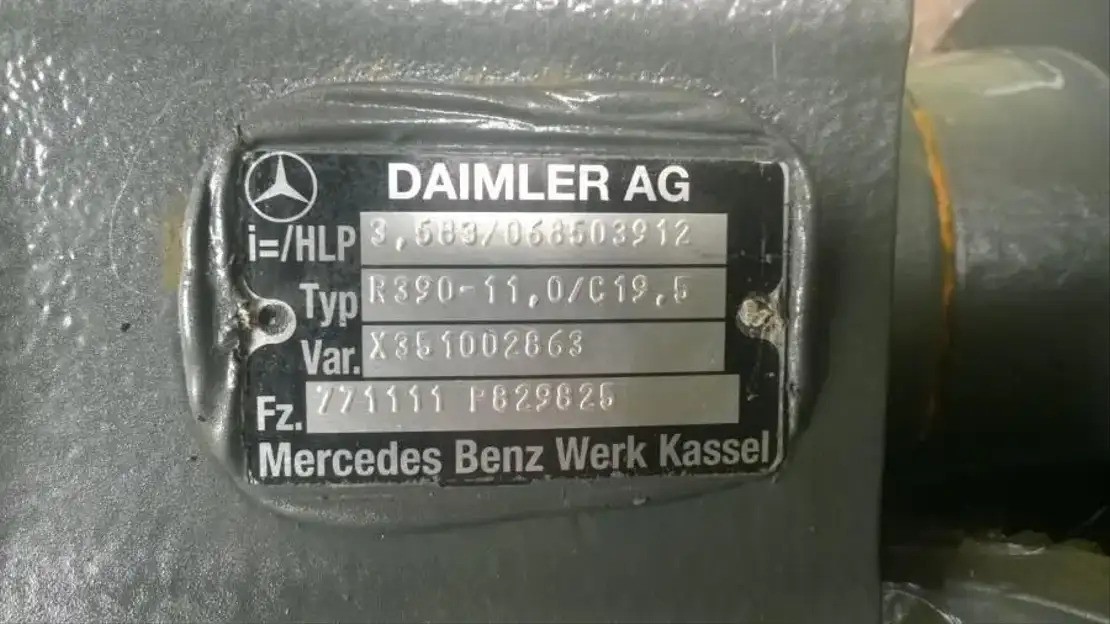 DAIMLER AG
i=/HLP 3,583/068503912
Typ R390-11,0/C19,5
Var. X351002863
Fz. 771111 P829825
Mercedes Benz Werk Kassel